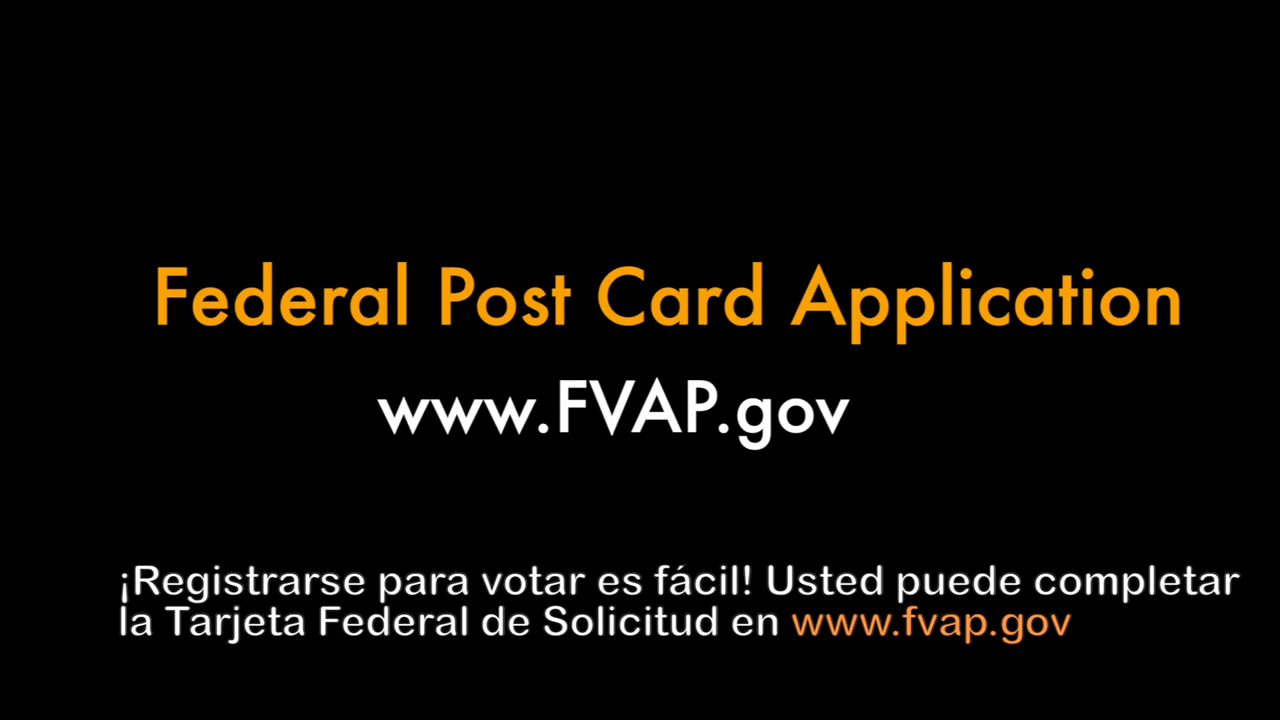 Federal Post Card Application
www.FVAP.gov
¡Registrarse para votar es fácil! Usted puede completar
la Tarjeta Federal de Solicitud en www.fvap.gov